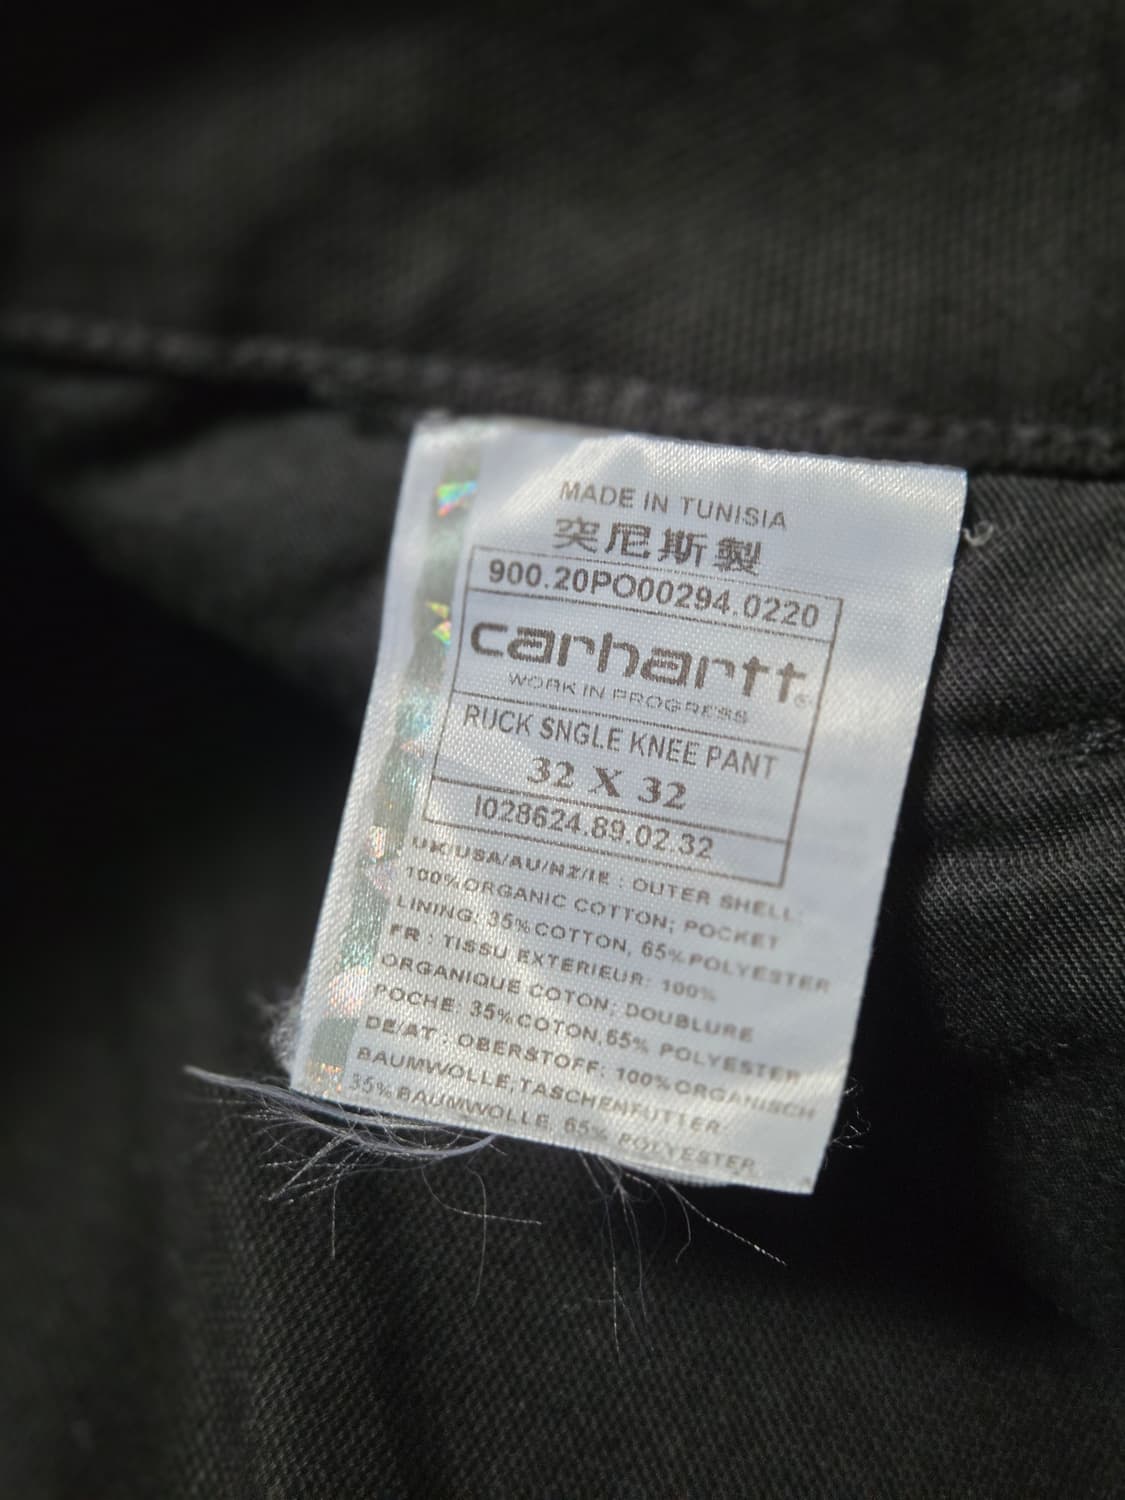 MADE IN TUNISIA
突尼斯製
900.20PO00294.0220
carhartt®
WORK IN PROGRESS
RUCK SNGLE KNEE PANT
32 X 32
I028624.89.02.32
UK/USA/AU/NZ/IE : OUTER SHELL:
100%ORGANIC COTTON; POCKET
LINING: 35%COTTON, 65%POLYESTER
FR : TISSU EXTERIEUR: 100%
ORGANIQUE COTON; DOUBLURE
POCHE: 35%COTON,65% POLYESTER
DE/AT : OBERSTOFF: 100%ORGANISCH
BAUMWOLLE;TASCHENFUTTER
35%BAUMWOLLE, 65% POLYESTER